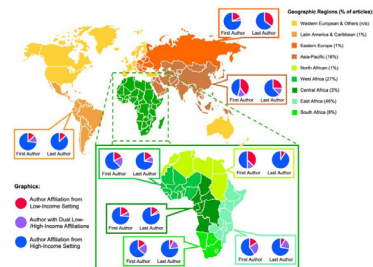 Geographic Regions (% of articles):
Western European & Others (n/a)
Latin America & Caribbean (1%)
Eastern Europe (1%)
Asia-Pacific (16%)
North African (1%)
West Africa (27%)
Central Africa (3%)
East Africa (46%)
South Africa (6%)
First Author Last Author
First Author Last Author
First Author Last Author
First Author Last Author
First Author Last Author
First Author Last Author
First Author Last Author
First Author Last Author
Graphics:
Author Affiliation from
Low-Income Setting
Author with Dual Low-
/High-Income Affiliations
Author Affiliation from
High-Income Setting